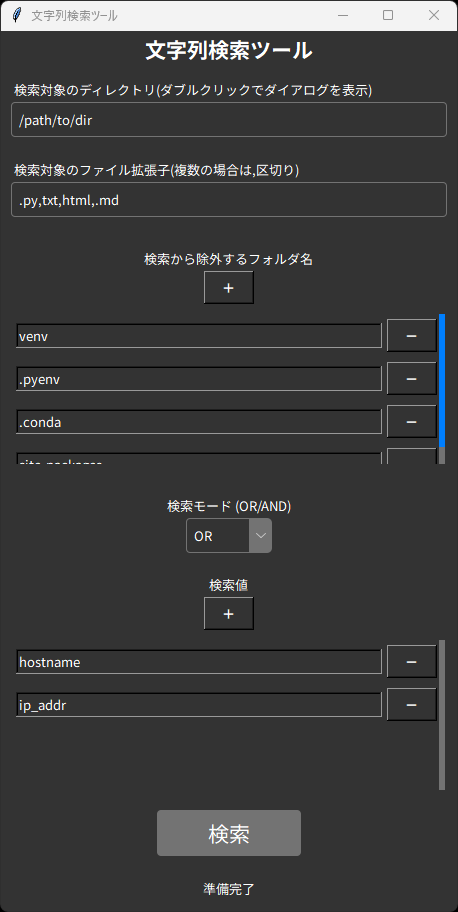 文字列検索ツール
文字列検索ツール
検索対象のディレクトリ(ダブルクリックでダイアログを表示)
/path/to/dir
検索対象のファイル拡張子(複数の場合は,区切り)
.py,txt,html,.md
検索から除外するフォルダ名
+
venv −
.pyenv −
.conda −
検索モード (OR/AND)
OR
検索値
+
hostname −
ip_addr −
検索
準備完了